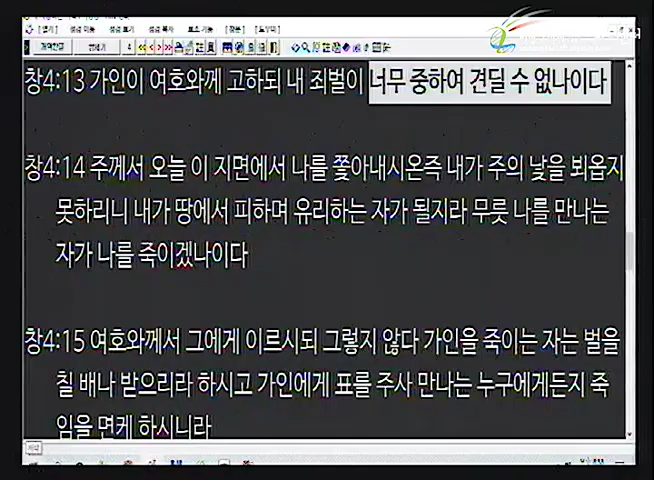 개역한글 창세기 4
창4:13 가인이 여호와께 고하되 내 죄벌이 너무 중하여 견딜 수 없나이다
창4:14 주께서 오늘 이 지면에서 나를 쫓아내시온즉 내가 주의 낯을 뵈옵지
못하리니 내가 땅에서 피하며 유리하는 자가 될지라 무릇 나를 만나는
자가 나를 죽이겠나이다
창4:15 여호와께서 그에게 이르시되 그렇지 않다 가인을 죽이는 자는 벌을
칠 배나 받으리라 하시고 가인에게 표를 주사 만나는 누구에게든지 죽
임을 면케 하시니라